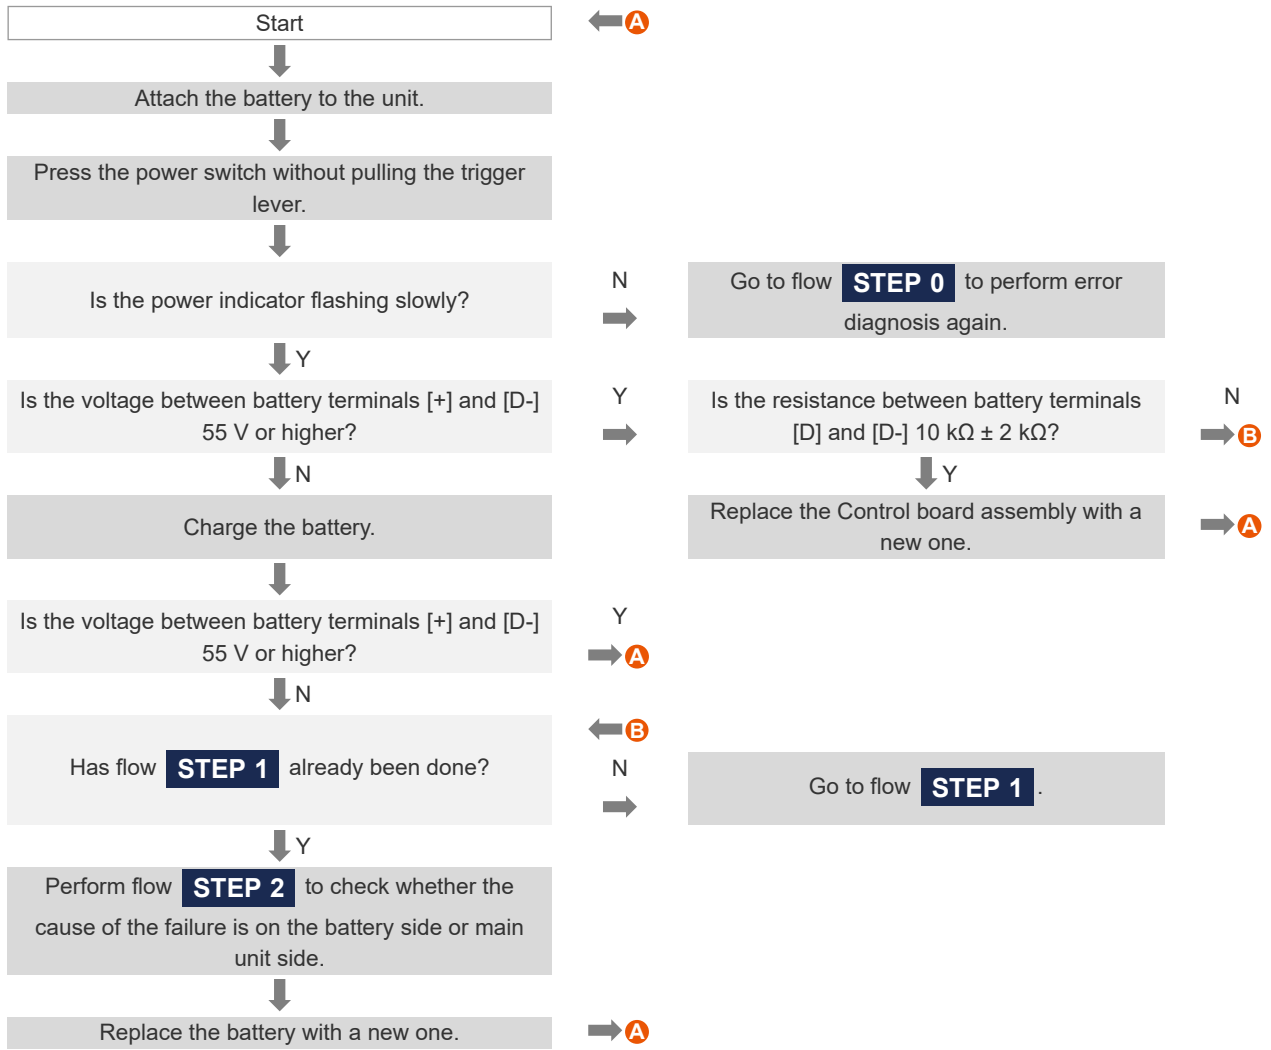 Start
A
Attach the battery to the unit.
Press the power switch without pulling the trigger
lever.
Is the power indicator flashing slowly?
N
Go to flow STEP 0 to perform error
diagnosis again.
Y
Is the voltage between battery terminals [+] and [D-]
55 V or higher?
Y
Is the resistance between battery terminals
[D] and [D-] 10 kΩ ± 2 kΩ?
N
B
N
Y
Charge the battery.
Replace the Control board assembly with a
new one.
A
Is the voltage between battery terminals [+] and [D-]
55 V or higher?
Y
A
N
B
Has flow STEP 1 already been done?
N
Go to flow STEP 1 .
Y
Perform flow STEP 2 to check whether the
cause of the failure is on the battery side or main
unit side.
Replace the battery with a new one.
A